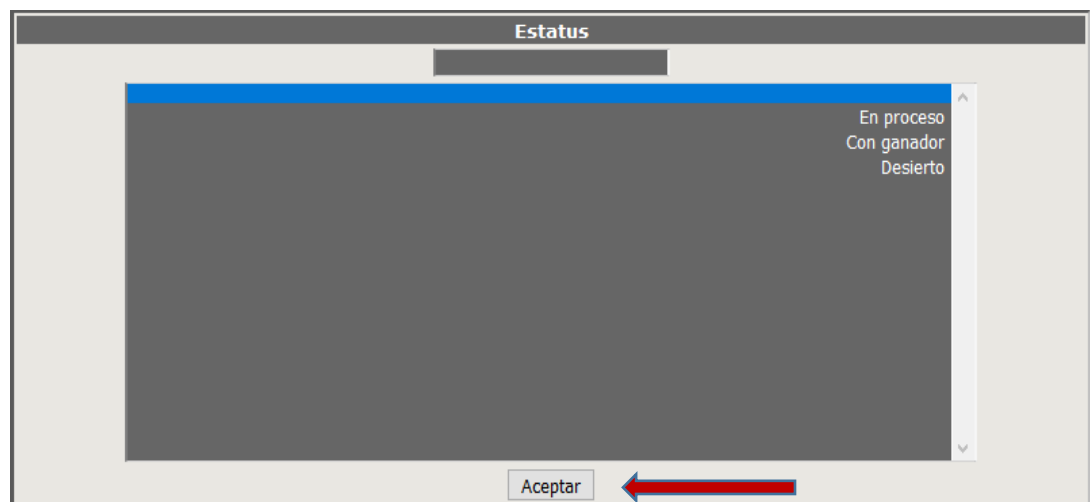 Estatus
En proceso
Con ganador
Desierto
Aceptar